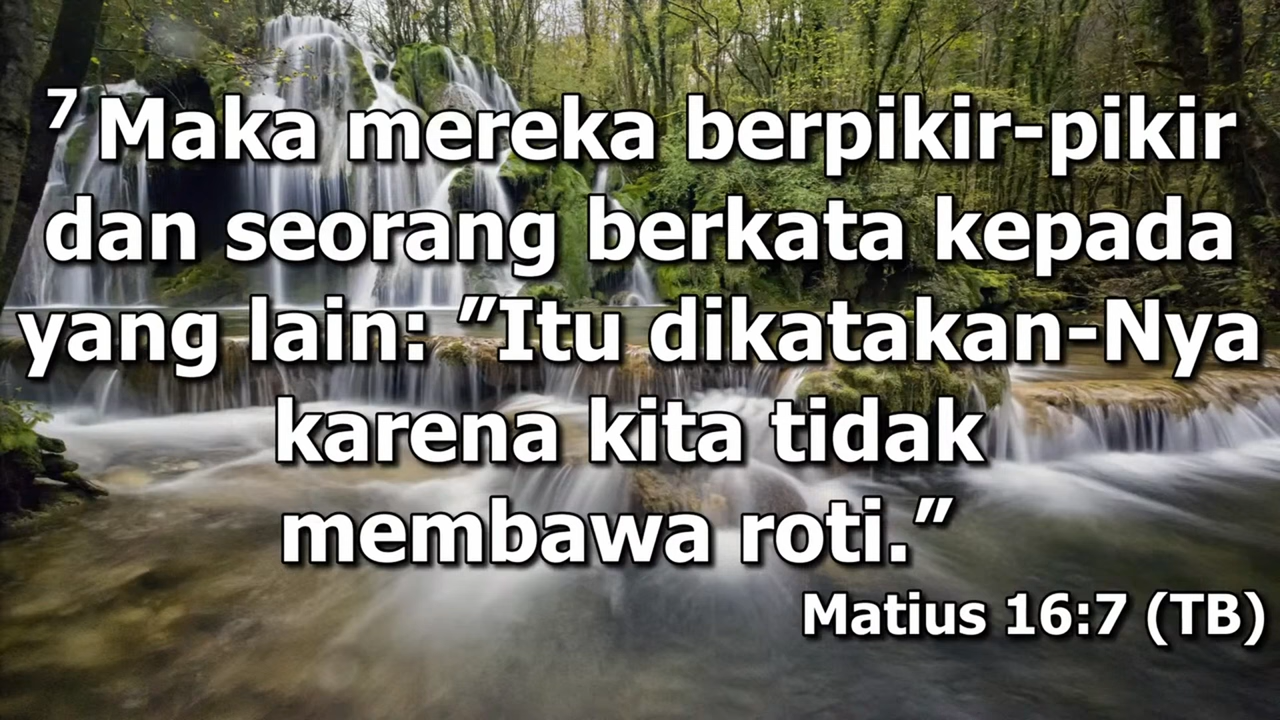 7 Maka mereka berpikir-pikir
dan seorang berkata kepada
yang lain: "Itu dikatakan-Nya
karena kita tidak
membawa roti."
Matius 16:7 (TB)